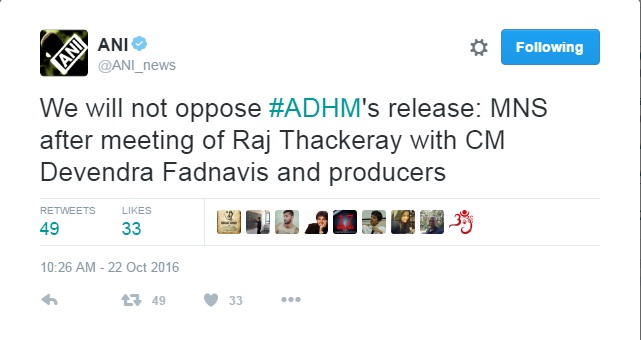 ANI
ANI
@ANI_news
Following
We will not oppose #ADHM's release: MNS
after meeting of Raj Thackeray with CM
Devendra Fadnavis and producers
RETWEETS LIKES
49 33
10:26 AM - 22 Oct 2016
49 33